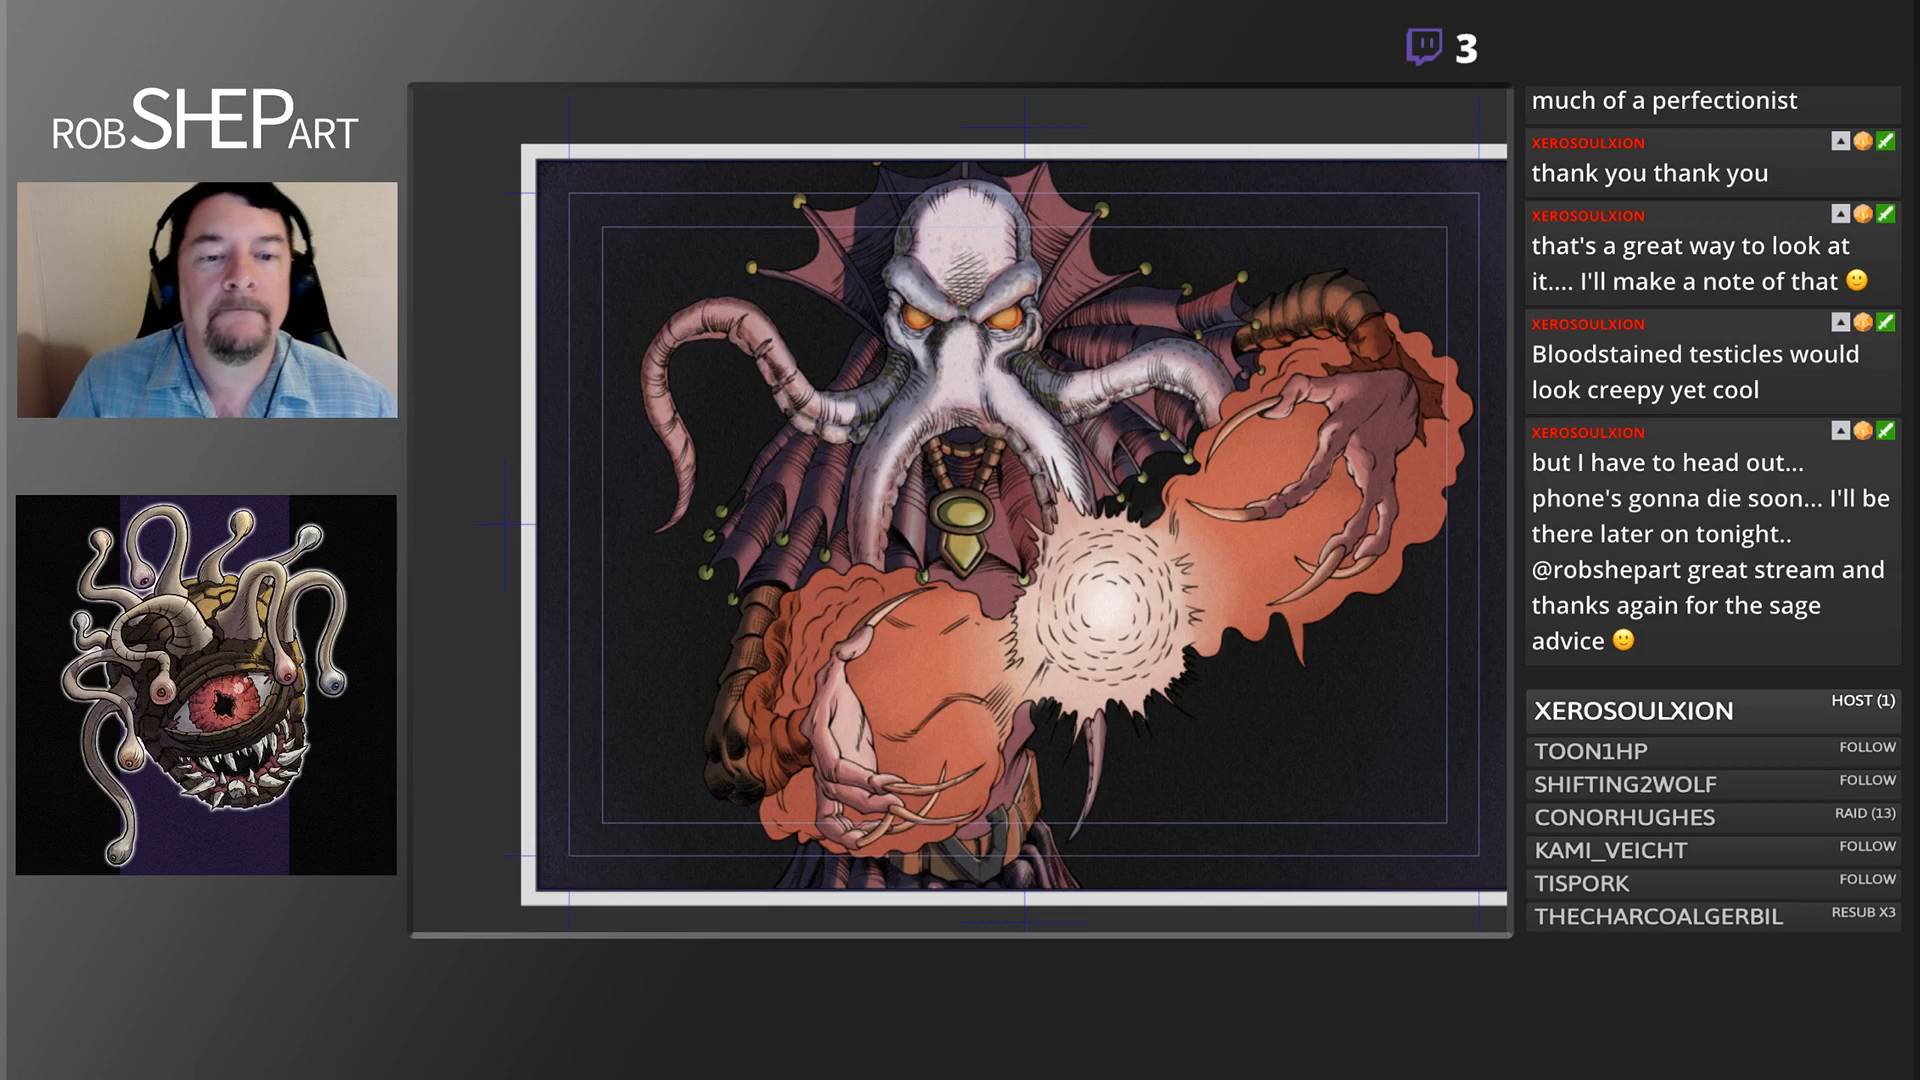 3
ROBSHEPART
much of a perfectionist
XEROSOULXION
thank you thank you
XEROSOULXION
that's a great way to look at
it.... I'll make a note of that 🙂
XEROSOULXION
Bloodstained testicles would
look creepy yet cool
XEROSOULXION
but I have to head out...
phone's gonna die soon... I'll be
there later on tonight..
@robshepart great stream and
thanks again for the sage
advice 🙂
XEROSOULXION HOST (1)
TOON1HP FOLLOW
SHIFTING2WOLF FOLLOW
CONORHUGHES RAID (13)
KAMI_VEICHT FOLLOW
TISPORK FOLLOW
THECHARCOALGERBIL RESUB X3